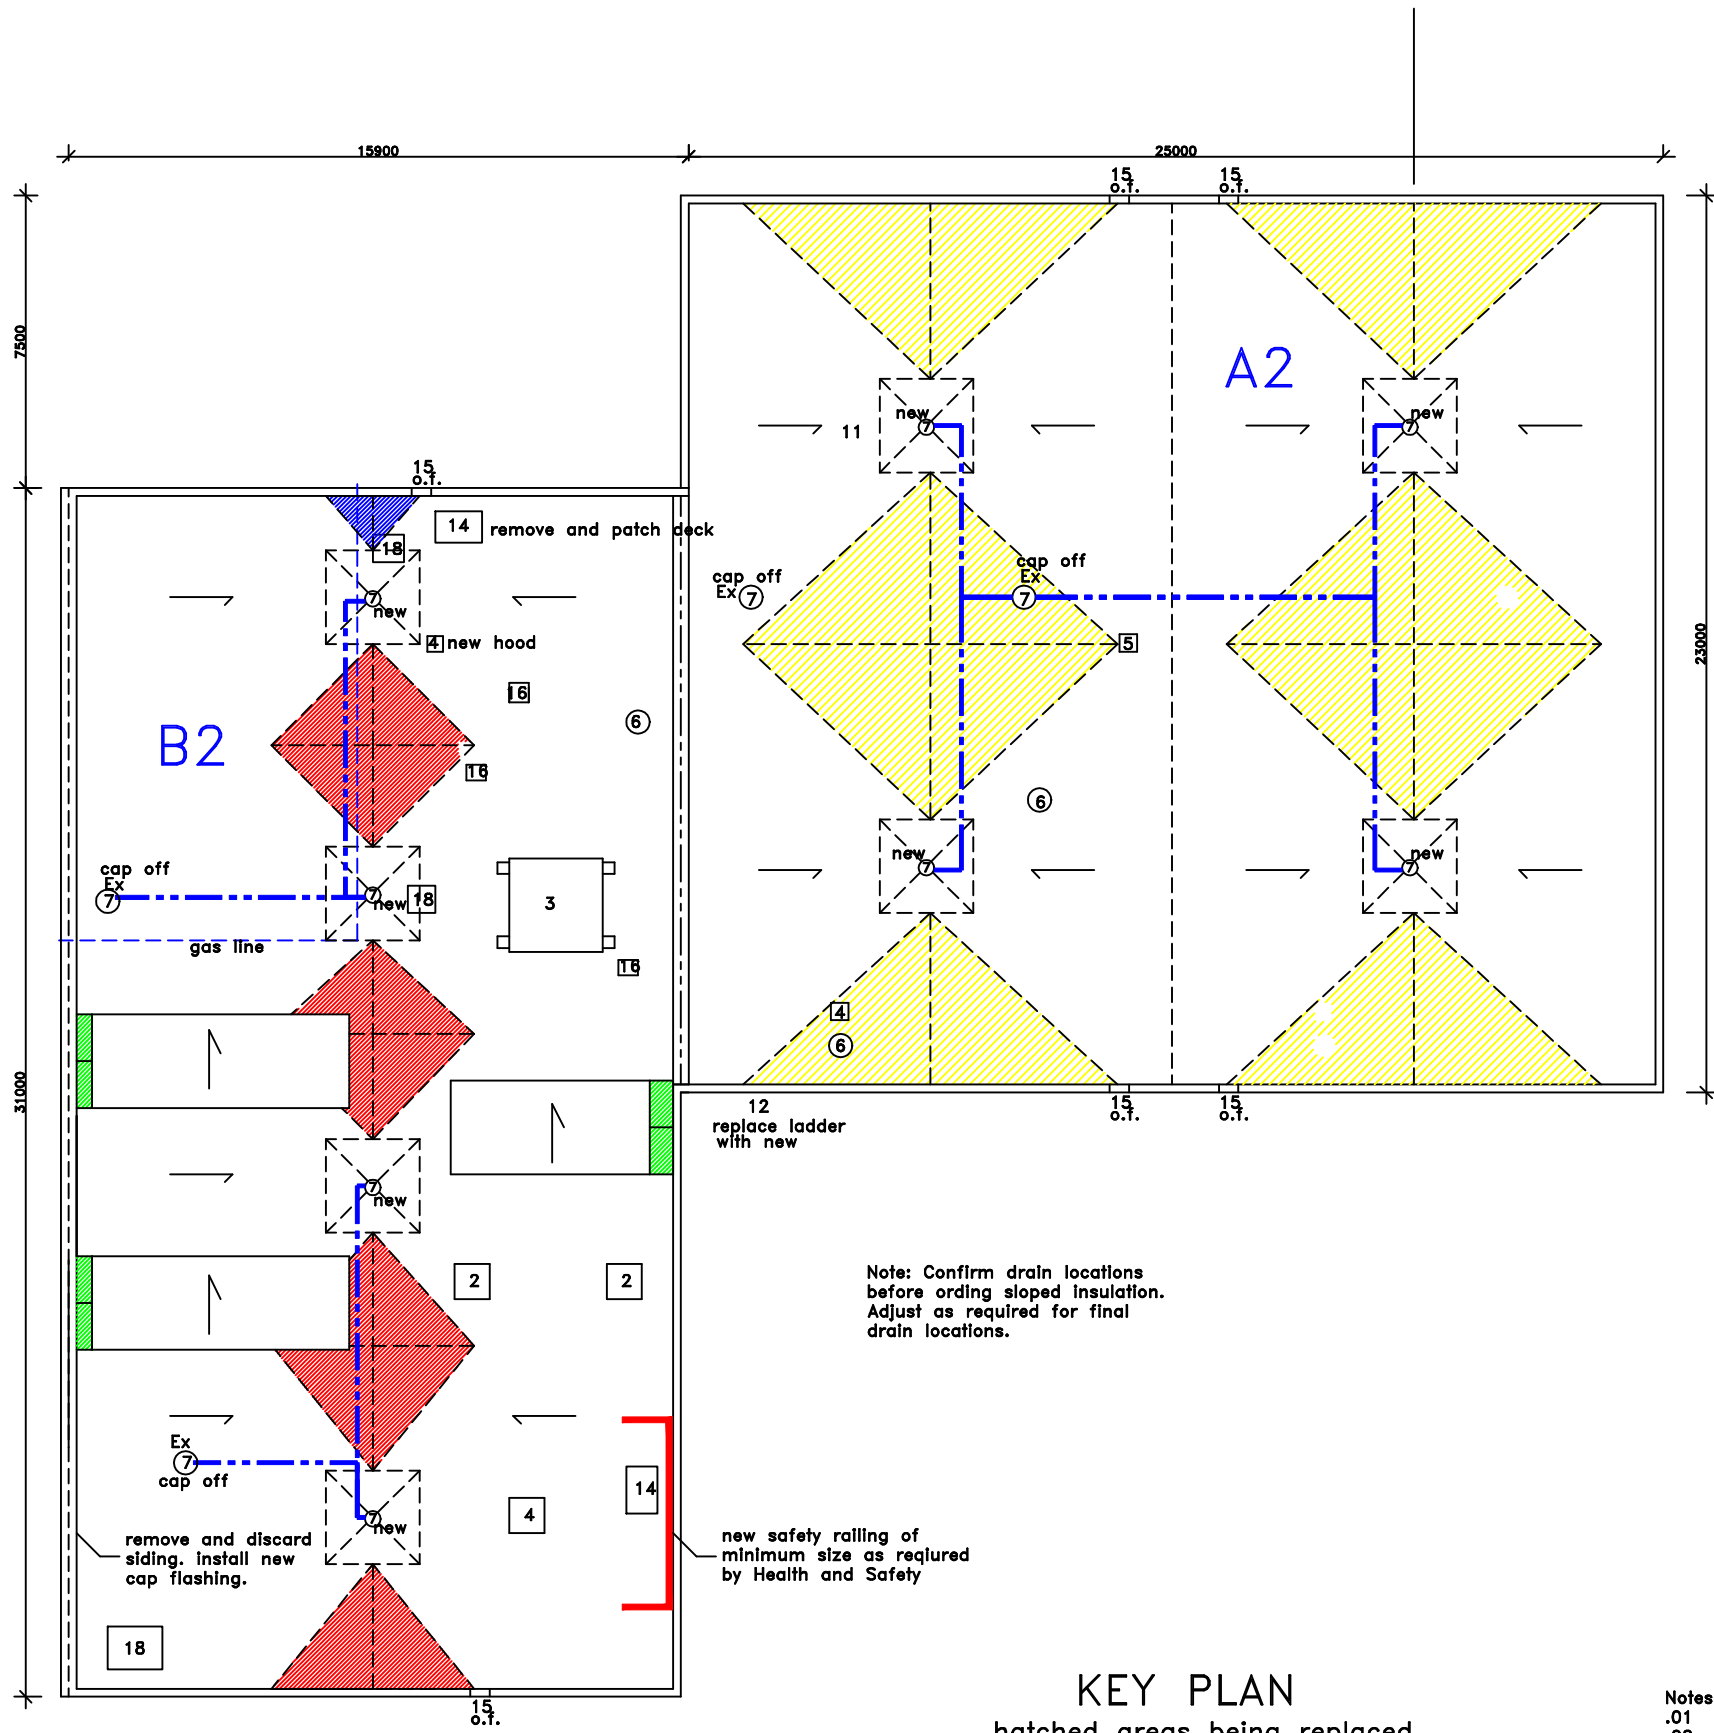 15900
25000
15
o.f.
15
o.f.
7500
A2
new
7
new
7
11
15
o.f.
14
remove and patch deck
18
7
new
cap off
Ex
7
cap off
Ex
7
4
new hood
5
23000
16
6
B2
16
6
new
7
new
7
cap off
Ex
7
7
new
18
3
gas line
16
4
6
31000
15
o.f.
15
o.f.
12
replace ladder
with new
7
new
2
2
Note: Confirm drain locations
before ording sloped insulation.
Adjust as required for final
drain locations.
Ex
7
cap off
14
4
7
new
remove and discard
siding. install new
cap flashing.
new safety railing of
minimum size as reqiured
by Health and Safety
18
15
o.f.
KEY PLAN
hatched areas being replaced
Notes
.01